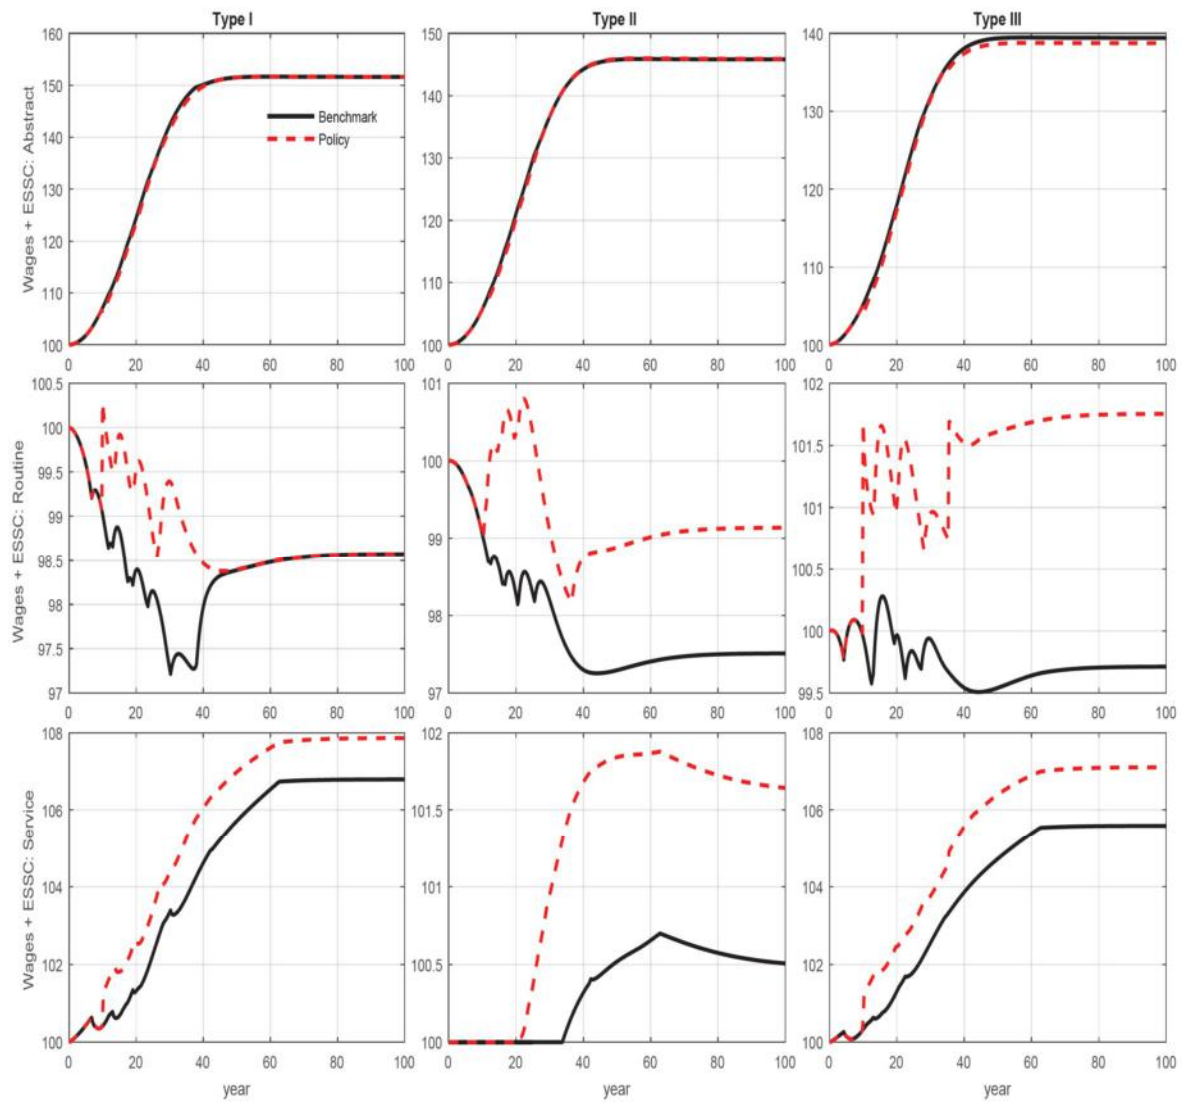 Type I Type II Type III
160 150 140
150 140 130
140 130 120
130 120 110
120 110 100
110 100
100
Wages + ESSC: Abstract
Benchmark
Policy
0 20 40 60 80 100 0 20 40 60 80 100 0 20 40 60 80 100
100.5 101 102
100 100 101.5
99.5 99 101
99 98 100.5
98.5 97 100
98 99.5
97.5
97
Wages + ESSC: Routine
0 20 40 60 80 100 0 20 40 60 80 100 0 20 40 60 80 100
108 102 108
106 101.5 106
104 101 104
102 100.5 102
100 100 100
Wages + ESSC: Service
0 20 40 60 80 100 0 20 40 60 80 100 0 20 40 60 80 100
year year year